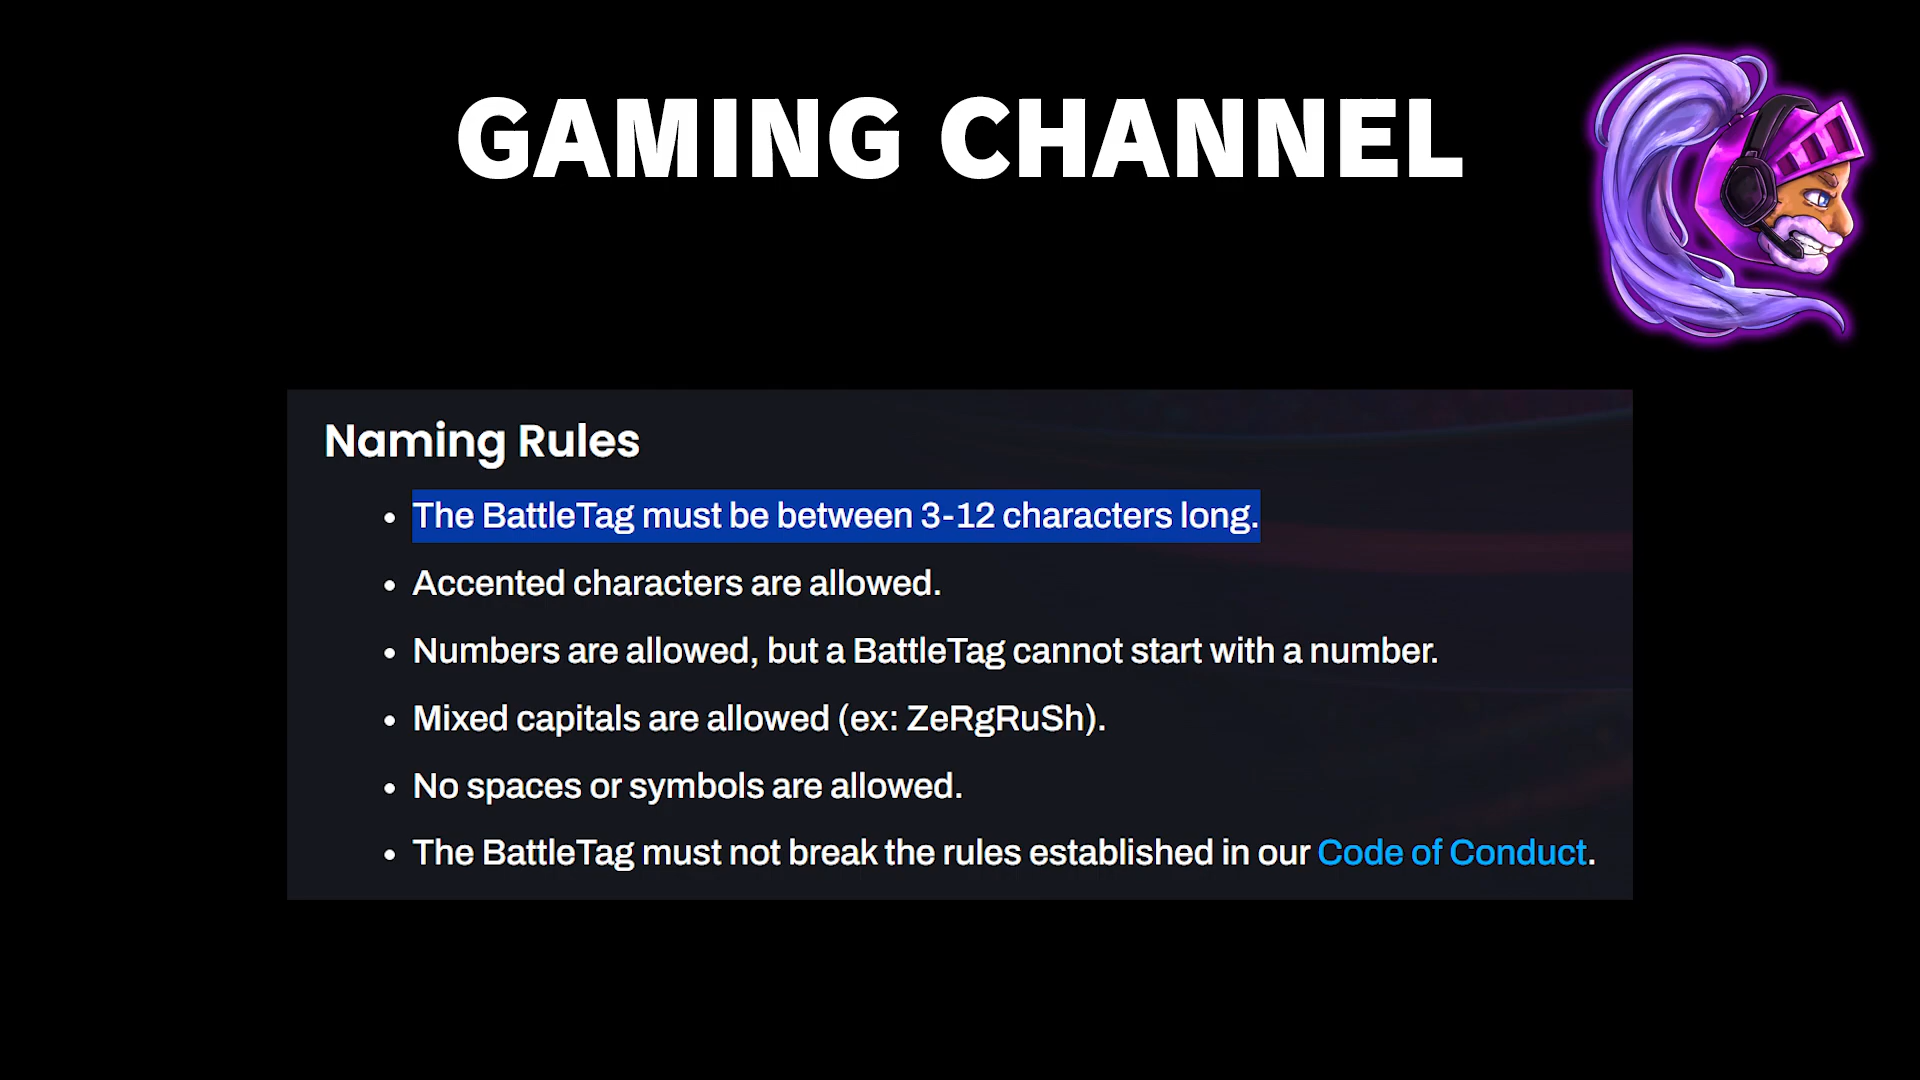 GAMING CHANNEL
Naming Rules
• The BattleTag must be between 3-12 characters long.
• Accented characters are allowed.
• Numbers are allowed, but a BattleTag cannot start with a number.
• Mixed capitals are allowed (ex: ZeRgRuSh).
• No spaces or symbols are allowed.
• The BattleTag must not break the rules established in our Code of Conduct.